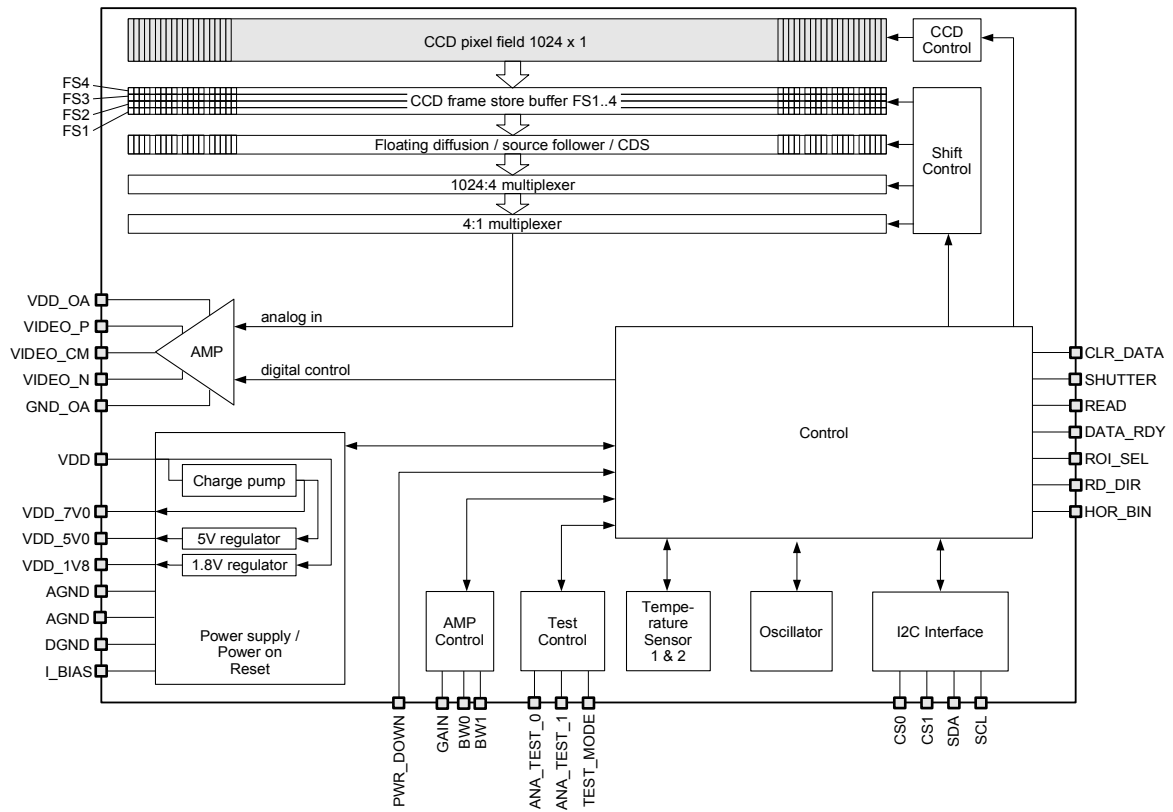 CCD pixel field 1024 x 1
CCD
Control
FS4
FS3
FS2
FS1
CCD frame store buffer FS1..4
Floating diffusion / source follower / CDS
Shift
Control
1024:4 multiplexer
4:1 multiplexer
VDD_OA
VIDEO_P
VIDEO_CM
VIDEO_N
GND_OA
AMP
analog in
digital control
Control
CLR_DATA
SHUTTER
READ
DATA_RDY
ROI_SEL
RD_DIR
HOR_BIN
VDD
VDD_7V0
VDD_5V0
VDD_1V8
AGND
AGND
DGND
I_BIAS
Charge pump
5V regulator
1.8V regulator
Power supply /
Power on
Reset
AMP
Control
Test
Control
Tempe-
rature
Sensor
1 & 2
Oscillator
I2C Interface
PWR_DOWN
GAIN
BW0
BW1
ANA_TEST_0
ANA_TEST_1
TEST_MODE
CS0
CS1
SDA
SCL